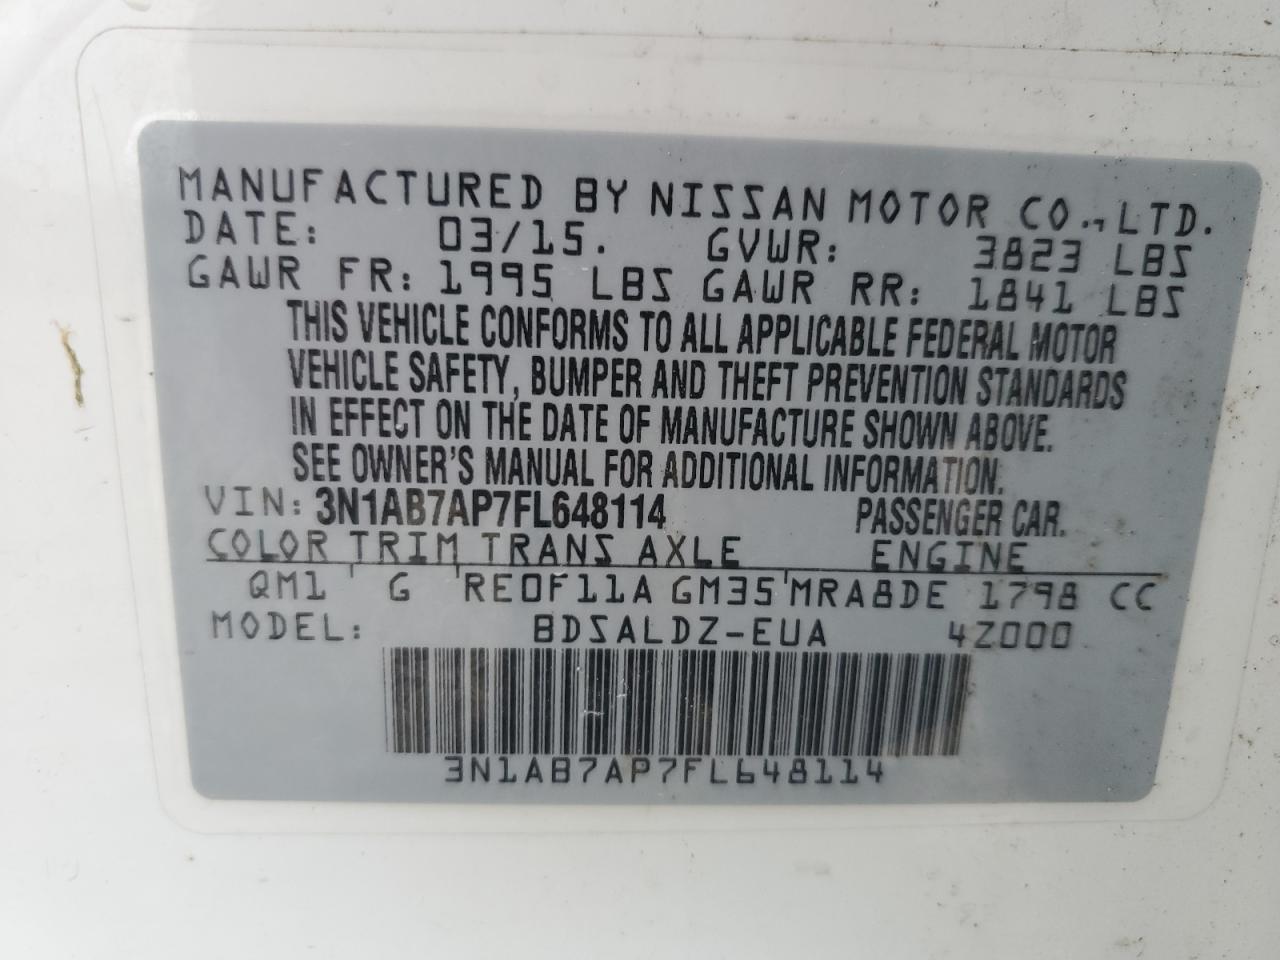 MANUFACTURED BY NISSAN MOTOR CO., LTD.
DATE: 03/15. GVWR: 3823 LBS
GAWR FR: 1995 LBS GAWR RR: 1841 LBS
THIS VEHICLE CONFORMS TO ALL APPLICABLE FEDERAL MOTOR
VEHICLE SAFETY, BUMPER AND THEFT PREVENTION STANDARDS
IN EFFECT ON THE DATE OF MANUFACTURE SHOWN ABOVE.
SEE OWNER'S MANUAL FOR ADDITIONAL INFORMATION.
VIN: 3N1AB7AP7FL648114 PASSENGER CAR.
COLOR TRIM TRANS AXLE ENGINE
QM1 G RE0F11A GM35 MRA8DE 1798 CC
MODEL: BDSALDZ-EUA 4Z000
3N1AB7AP7FL648114